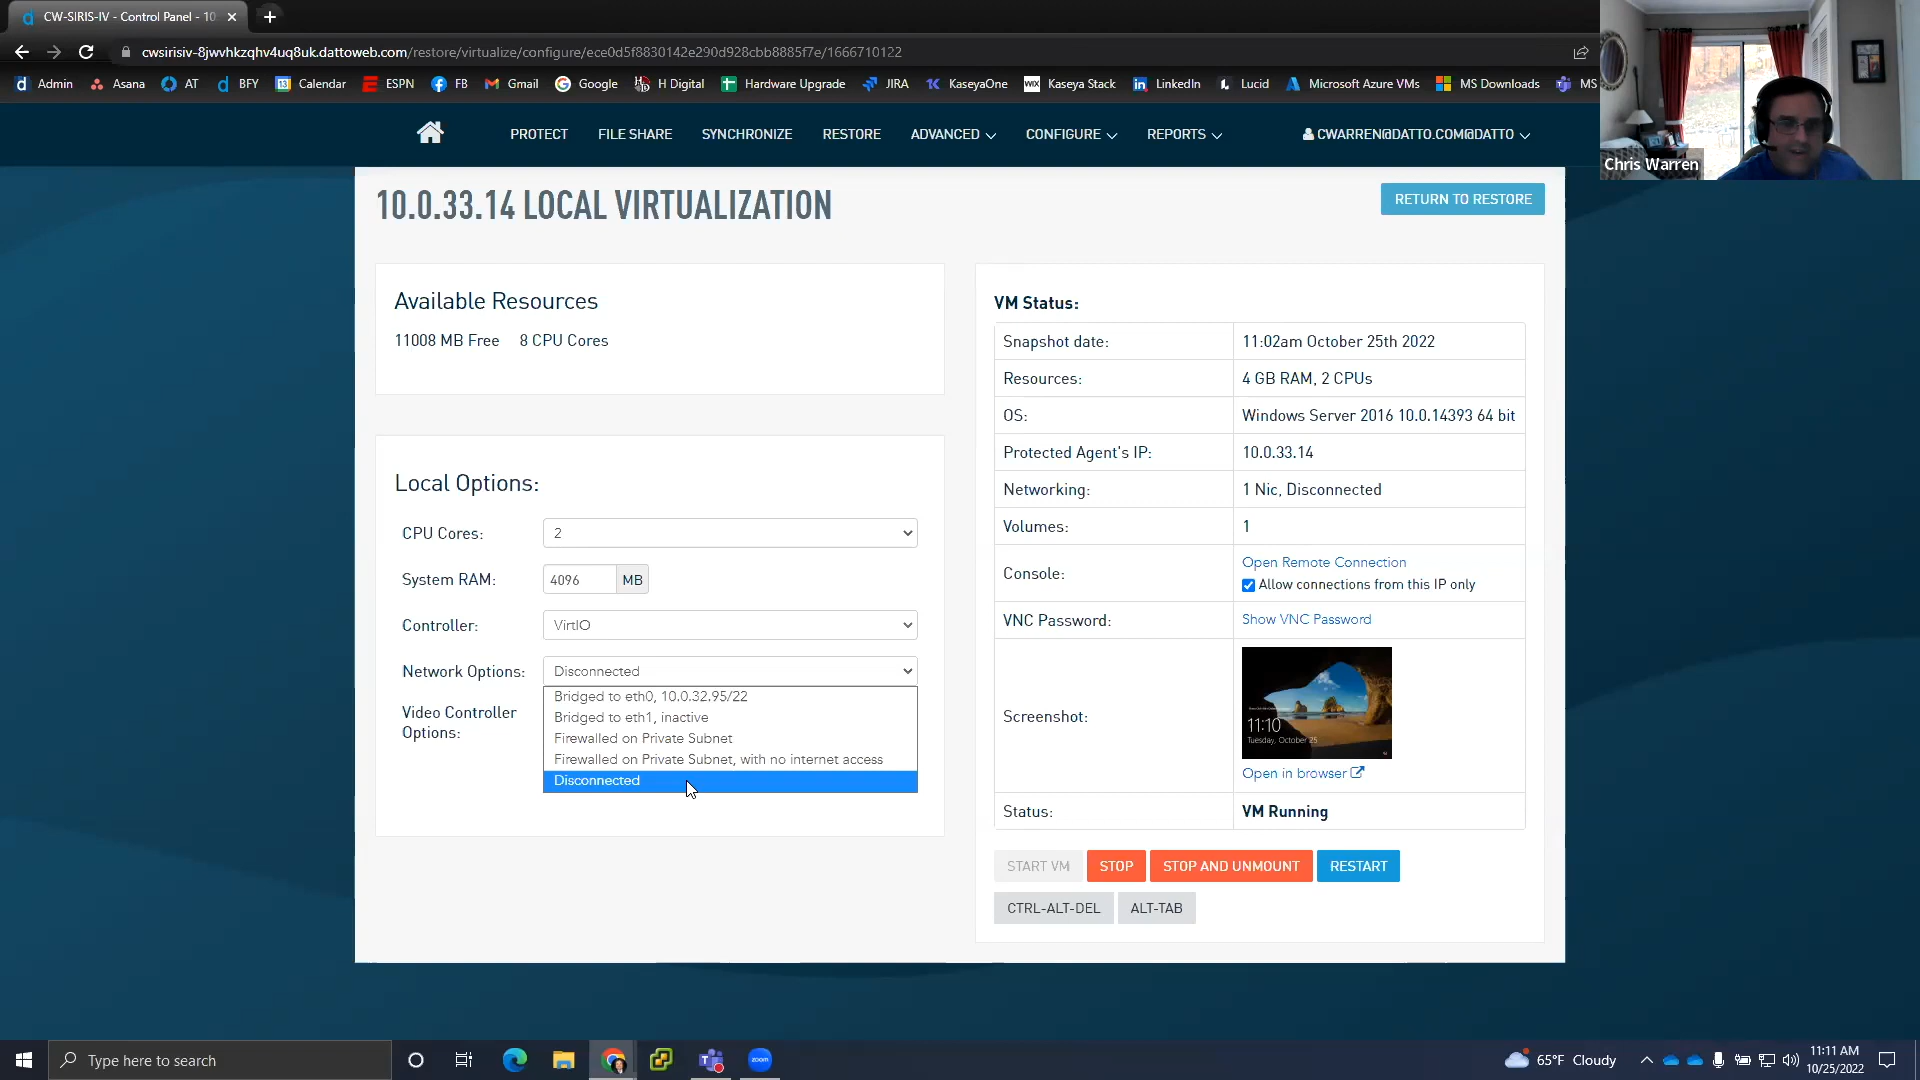 CW-SIRIS-IV - Control Panel - 10
cwsirisiv-8jwvhkzqhv4uq8uk.dattoweb.com/restore/virtualize/configure/ece0d5f8830142e290d928cbb8885f7e/1666710122
Admin Asana AT BFY Calendar ESPN FB Gmail Google H Digital Hardware Upgrade JIRA KaseyaOne Kaseya Stack LinkedIn Lucid Microsoft Azure VMs MS Downloads MS
Chris Warren
PROTECT FILE SHARE SYNCHRONIZE RESTORE ADVANCED CONFIGURE REPORTS CWARREN@DATTO.COM@DATTO
10.0.33.14 LOCAL VIRTUALIZATION
RETURN TO RESTORE
Available Resources
11008 MB Free 8 CPU Cores
Local Options:
CPU Cores: 2
System RAM: 4096 MB
Controller: VirtIO
Network Options: Disconnected
Bridged to eth0, 10.0.32.95/22
Bridged to eth1, inactive
Firewalled on Private Subnet
Firewalled on Private Subnet, with no internet access
Disconnected
Video Controller
Options:
VM Status:
Snapshot date: 11:02am October 25th 2022
Resources: 4 GB RAM, 2 CPUs
OS: Windows Server 2016 10.0.14393 64 bit
Protected Agent's IP: 10.0.33.14
Networking: 1 Nic, Disconnected
Volumes: 1
Console: Open Remote Connection
Allow connections from this IP only
VNC Password: Show VNC Password
Screenshot:
11:10
Tuesday, October 25
Open in browser
Status: VM Running
START VM STOP STOP AND UNMOUNT RESTART
CTRL-ALT-DEL ALT-TAB
Type here to search
zoom
65°F Cloudy
11:11 AM
10/25/2022